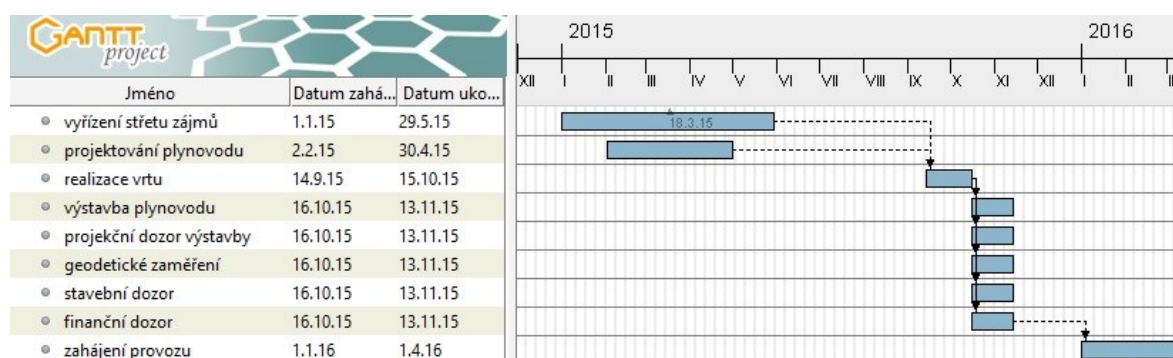 GANTT
project
2015 2016
XII I II III IV V VI VII VIII IX X XI XII I II
Jméno Datum zahá... Datum uko...
vyřízení střetu zájmů 1.1.15 29.5.15 18.3.15
projektování plynovodu 2.2.15 30.4.15
realizace vrtu 14.9.15 15.10.15
výstavba plynovodu 16.10.15 13.11.15
projekční dozor výstavby 16.10.15 13.11.15
geodetické zaměření 16.10.15 13.11.15
stavební dozor 16.10.15 13.11.15
finanční dozor 16.10.15 13.11.15
zahájení provozu 1.1.16 1.4.16